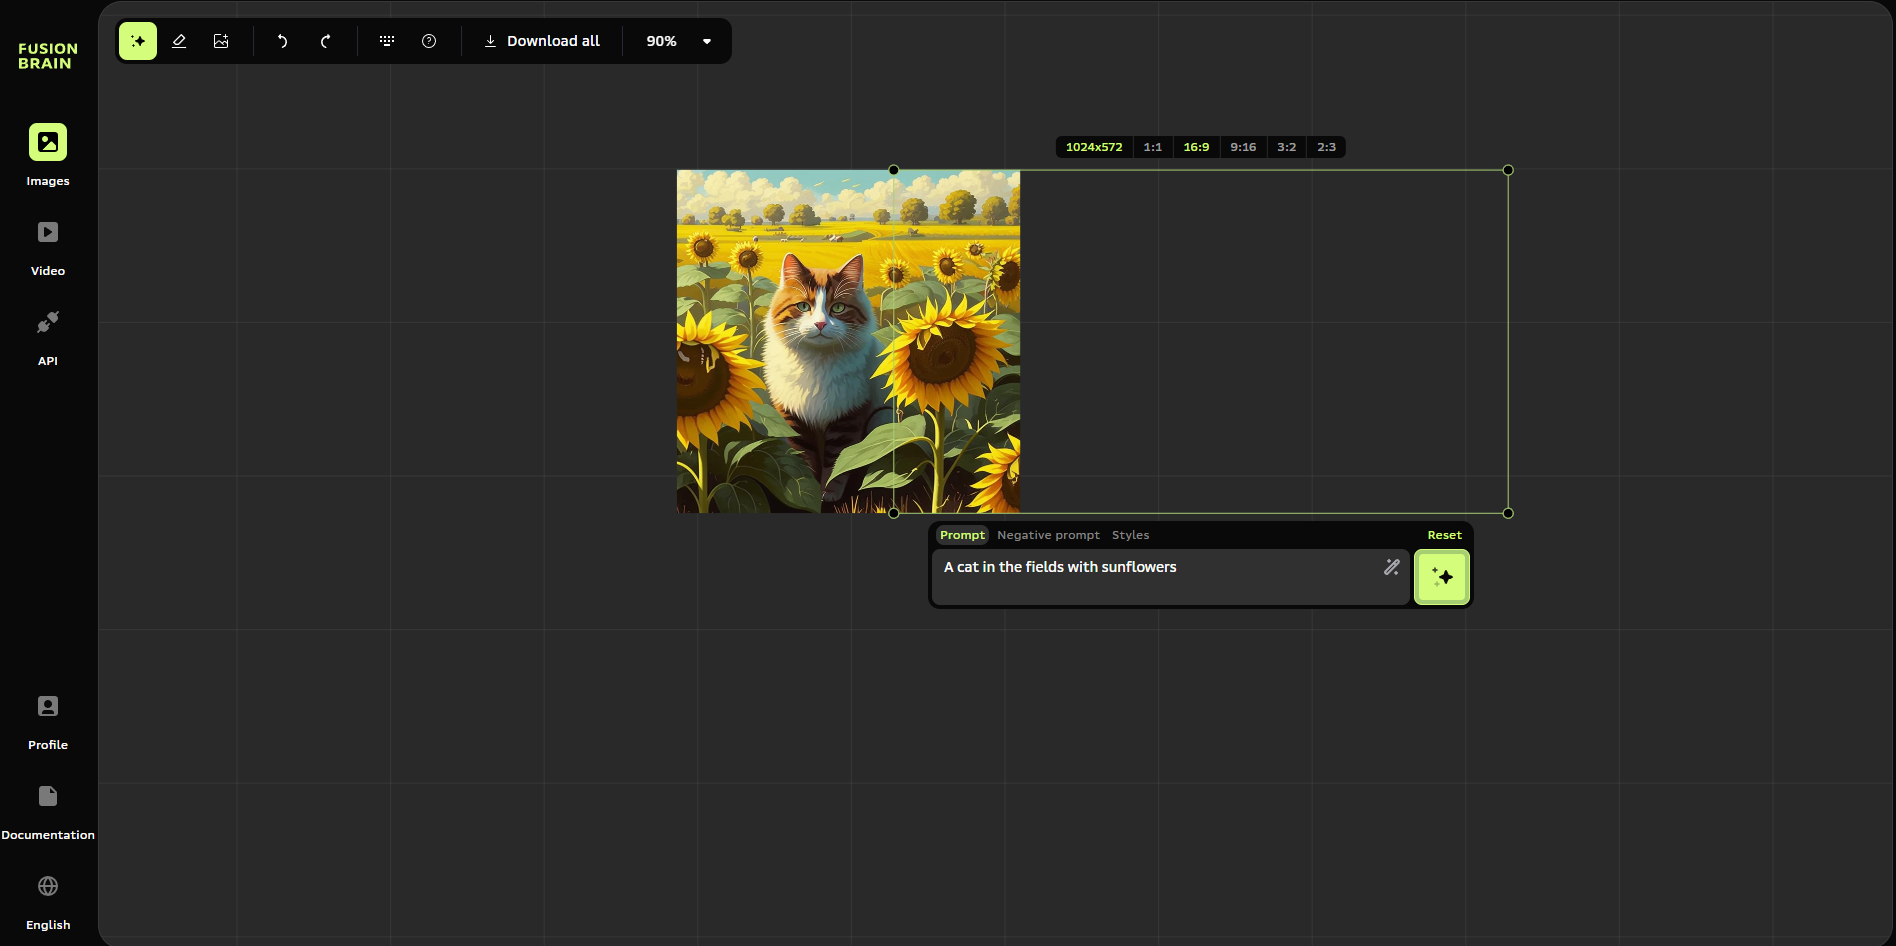 FUSION
BRAIN
Download all
90%
Images
Video
API
Profile
Documentation
English
1024x572 1:1 16:9 9:16 3:2 2:3
Prompt Negative prompt Styles Reset
A cat in the fields with sunflowers